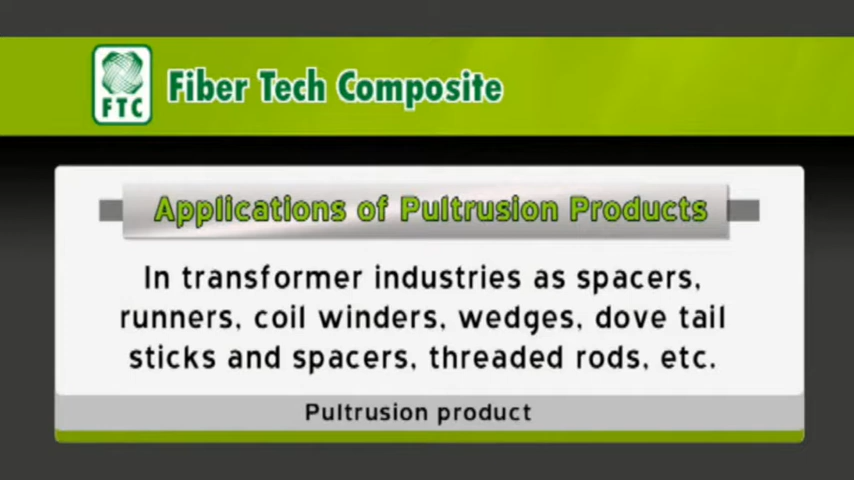 FTC
Fiber Tech Composite
Applications of Pultrusion Products
In transformer industries as spacers,
runners, coil winders, wedges, dove tail
sticks and spacers, threaded rods, etc.
Pultrusion product